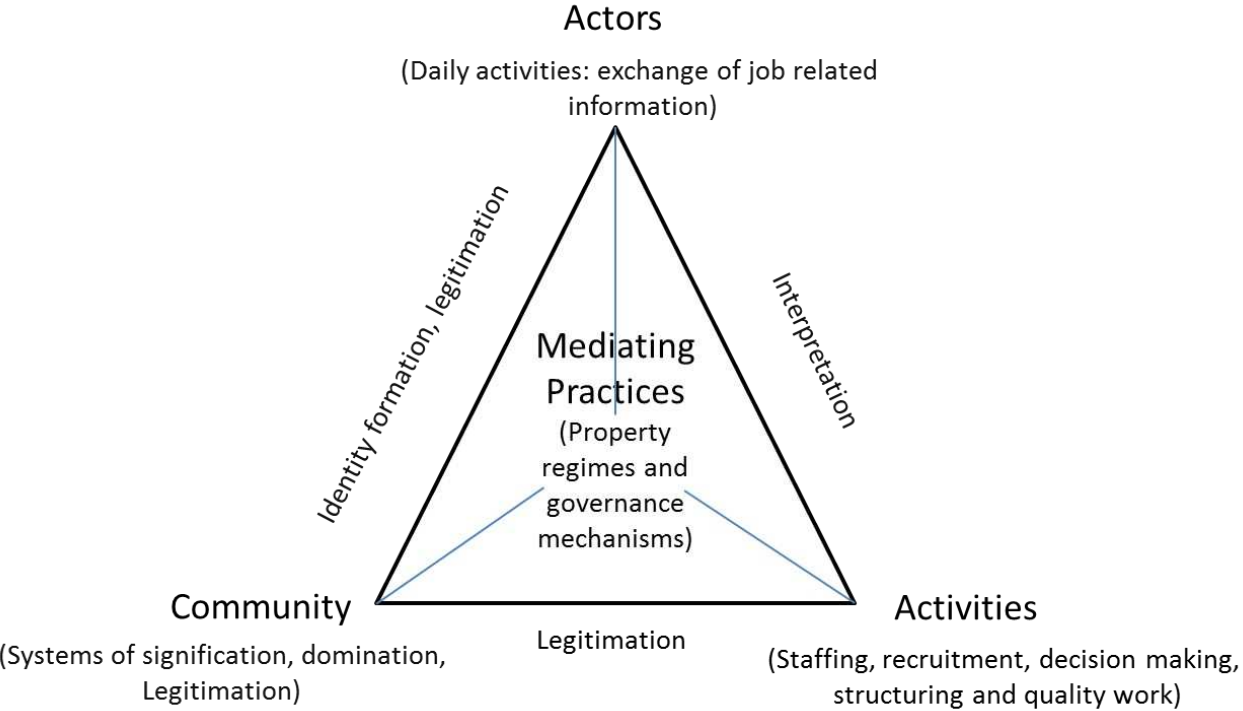 Actors
(Daily activities: exchange of job related
information)
Identity formation, legitimation
Interpretation
Mediating
Practices
(Property
regimes and
governance
mechanisms)
Community
(Systems of signification, domination,
Legitimation)
Legitimation
Activities
(Staffing, recruitment, decision making,
structuring and quality work)